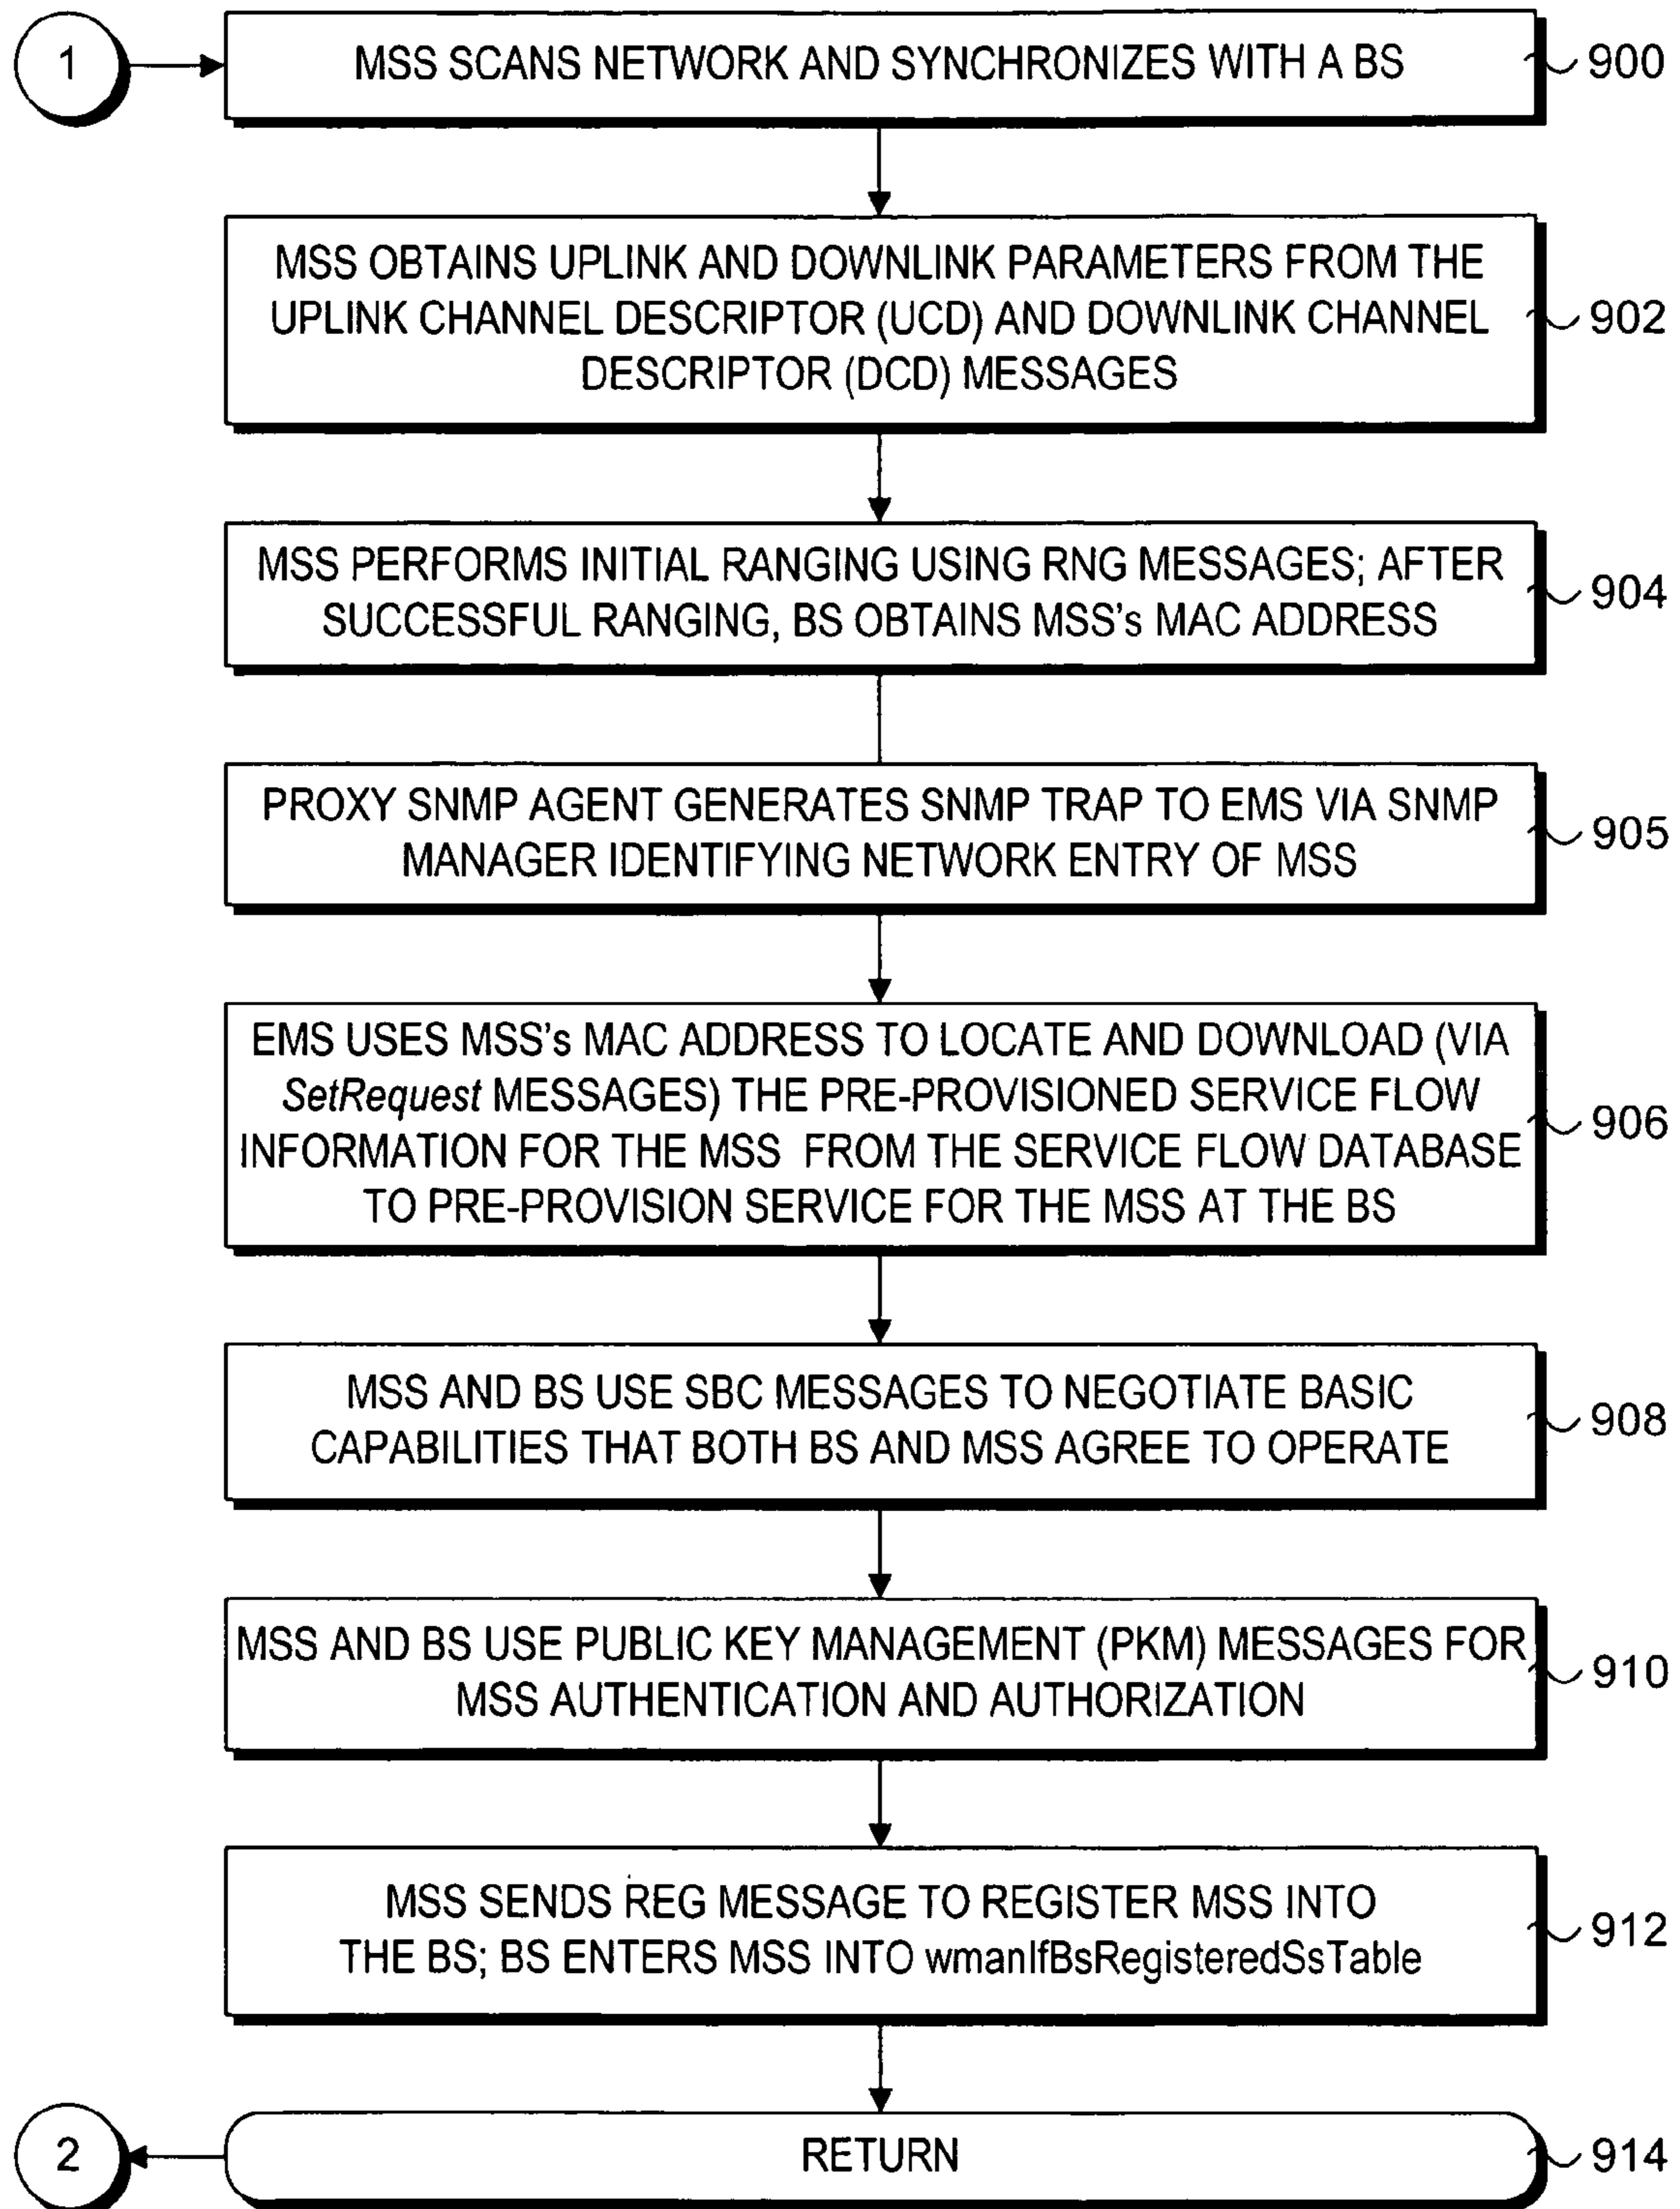 1
MSS SCANS NETWORK AND SYNCHRONIZES WITH A BS
900
MSS OBTAINS UPLINK AND DOWNLINK PARAMETERS FROM THE
UPLINK CHANNEL DESCRIPTOR (UCD) AND DOWNLINK CHANNEL
DESCRIPTOR (DCD) MESSAGES
902
MSS PERFORMS INITIAL RANGING USING RNG MESSAGES; AFTER
SUCCESSFUL RANGING, BS OBTAINS MSS's MAC ADDRESS
904
PROXY SNMP AGENT GENERATES SNMP TRAP TO EMS VIA SNMP
MANAGER IDENTIFYING NETWORK ENTRY OF MSS
905
EMS USES MSS's MAC ADDRESS TO LOCATE AND DOWNLOAD (VIA
SetRequest MESSAGES) THE PRE-PROVISIONED SERVICE FLOW
INFORMATION FOR THE MSS FROM THE SERVICE FLOW DATABASE
TO PRE-PROVISION SERVICE FOR THE MSS AT THE BS
906
MSS AND BS USE SBC MESSAGES TO NEGOTIATE BASIC
CAPABILITIES THAT BOTH BS AND MSS AGREE TO OPERATE
908
MSS AND BS USE PUBLIC KEY MANAGEMENT (PKM) MESSAGES FOR
MSS AUTHENTICATION AND AUTHORIZATION
910
MSS SENDS REG MESSAGE TO REGISTER MSS INTO
THE BS; BS ENTERS MSS INTO wmanIfBsRegisteredSsTable
912
2
RETURN
914